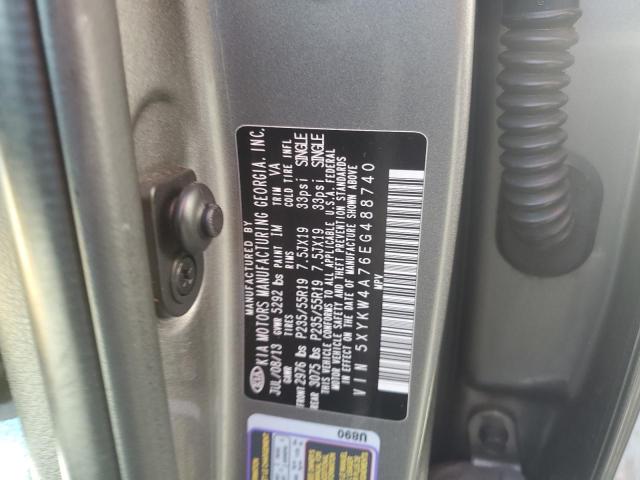 MANUFACTURED BY
KIA KIA MOTORS MANUFACTURING GEORGIA, INC.
JUL/08/13 GVWR 5292 lbs PAINT IM TRIM VA
GAWR TIRES RIMS COLD TIRE INFL
FRONT 2976 lbs P235/55R19 7.5JX19 33psi SINGLE
REAR 3075 lbs P235/55R19 7.5JX19 33psi SINGLE
THIS VEHICLE CONFORMS TO ALL APPLICABLE U.S.A. FEDERAL
MOTOR VEHICLE SAFETY AND THEFT PREVENTION STANDARDS
IN EFFECT ON THE DATE OF MANUFACTURE SHOWN ABOVE
VIN 5XYKW4A76EG488740
MPV
U890